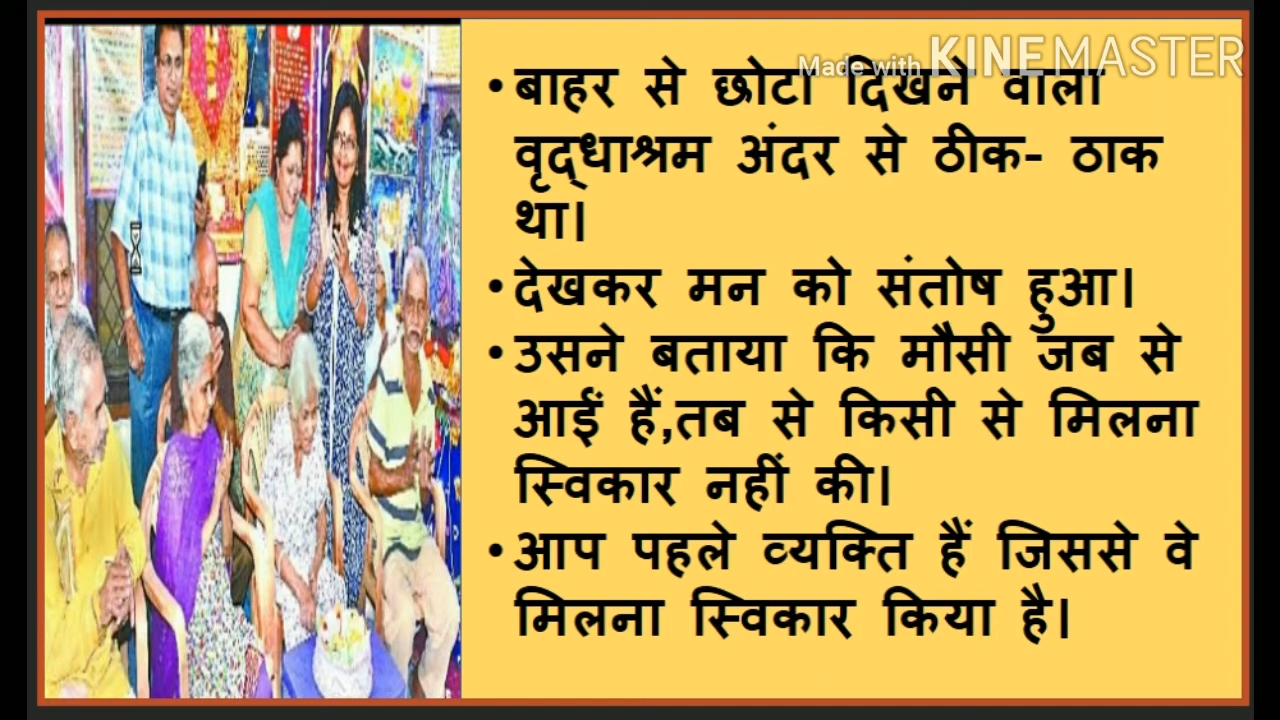 Made with KINEMASTER
• बाहर से छोटा दिखने वाला
वृद्धाश्रम अंदर से ठीक- ठाक
था।
• देखकर मन को संतोष हुआ।
• उसने बताया कि मौसी जब से
आईं हैं,तब से किसी से मिलना
स्विकार नहीं की।
• आप पहले व्यक्ति हैं जिससे वे
मिलना स्विकार किया है।